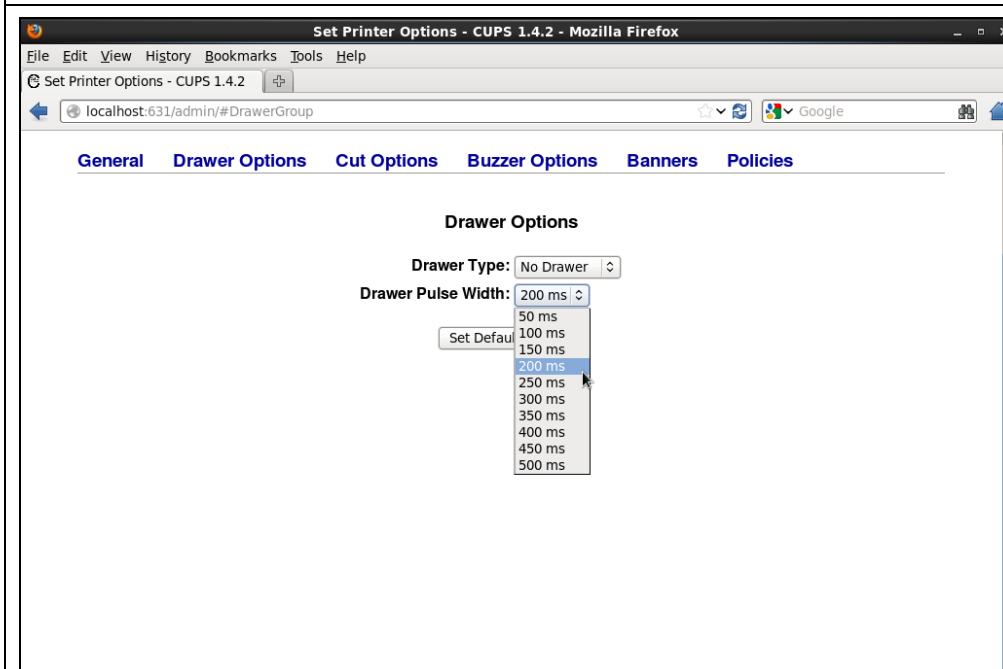 Set Printer Options - CUPS 1.4.2 - Mozilla Firefox
File Edit View History Bookmarks Tools Help
Set Printer Options - CUPS 1.4.2
localhost:631/admin/#DrawerGroup
Google
General Drawer Options Cut Options Buzzer Options Banners Policies
Drawer Options
Drawer Type: No Drawer
Drawer Pulse Width: 200 ms
Set Defaul
50 ms
100 ms
150 ms
200 ms
250 ms
300 ms
350 ms
400 ms
450 ms
500 ms